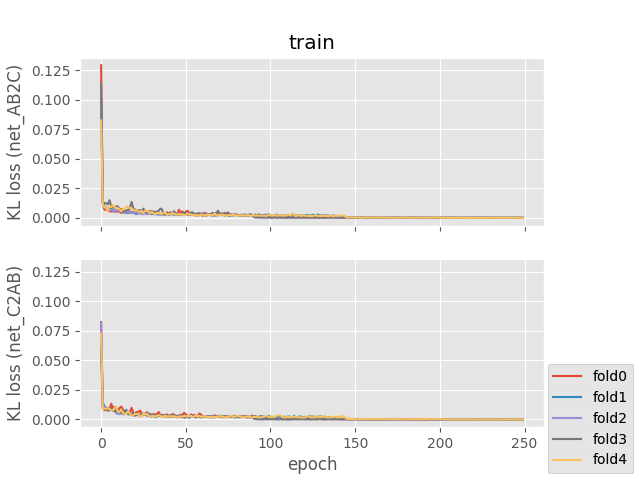 train
KL loss (net_AB2C)
0.125
0.100
0.075
0.050
0.025
0.000
KL loss (net_C2AB)
0.125
0.100
0.075
0.050
0.025
0.000
0 50 100 150 200 250
epoch
fold0
fold1
fold2
fold3
fold4